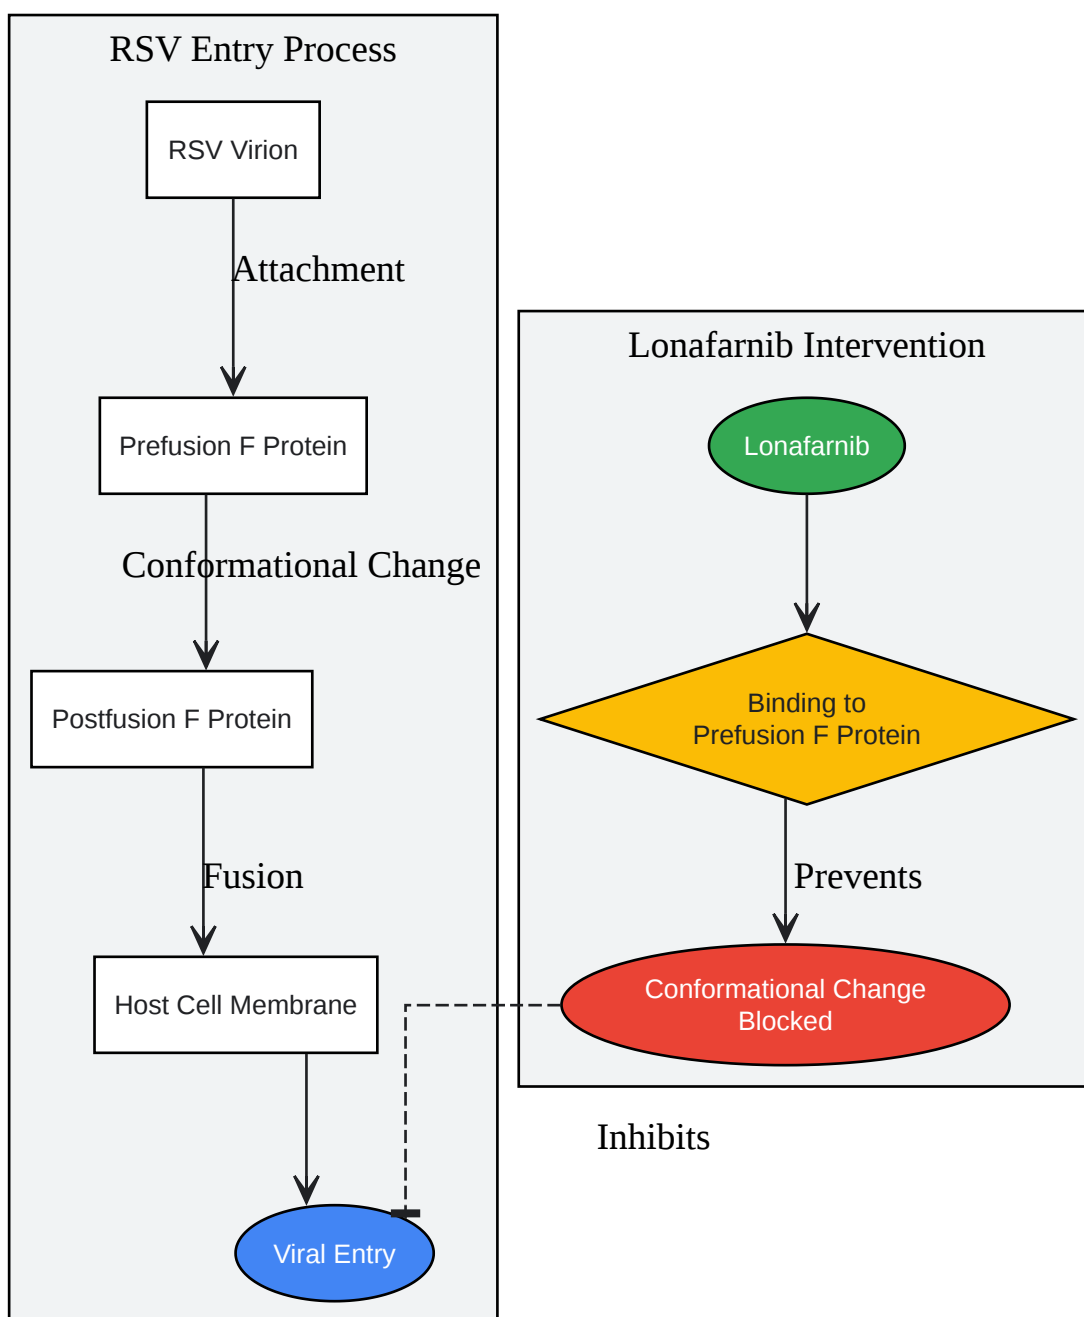 RSV Entry Process
RSV Virion
Attachment
Prefusion F Protein
Conformational Change
Postfusion F Protein
Fusion
Host Cell Membrane
Viral Entry
Lonafarnib Intervention
Lonafarnib
Binding to
Prefusion F Protein
Prevents
Conformational Change
Blocked
Inhibits